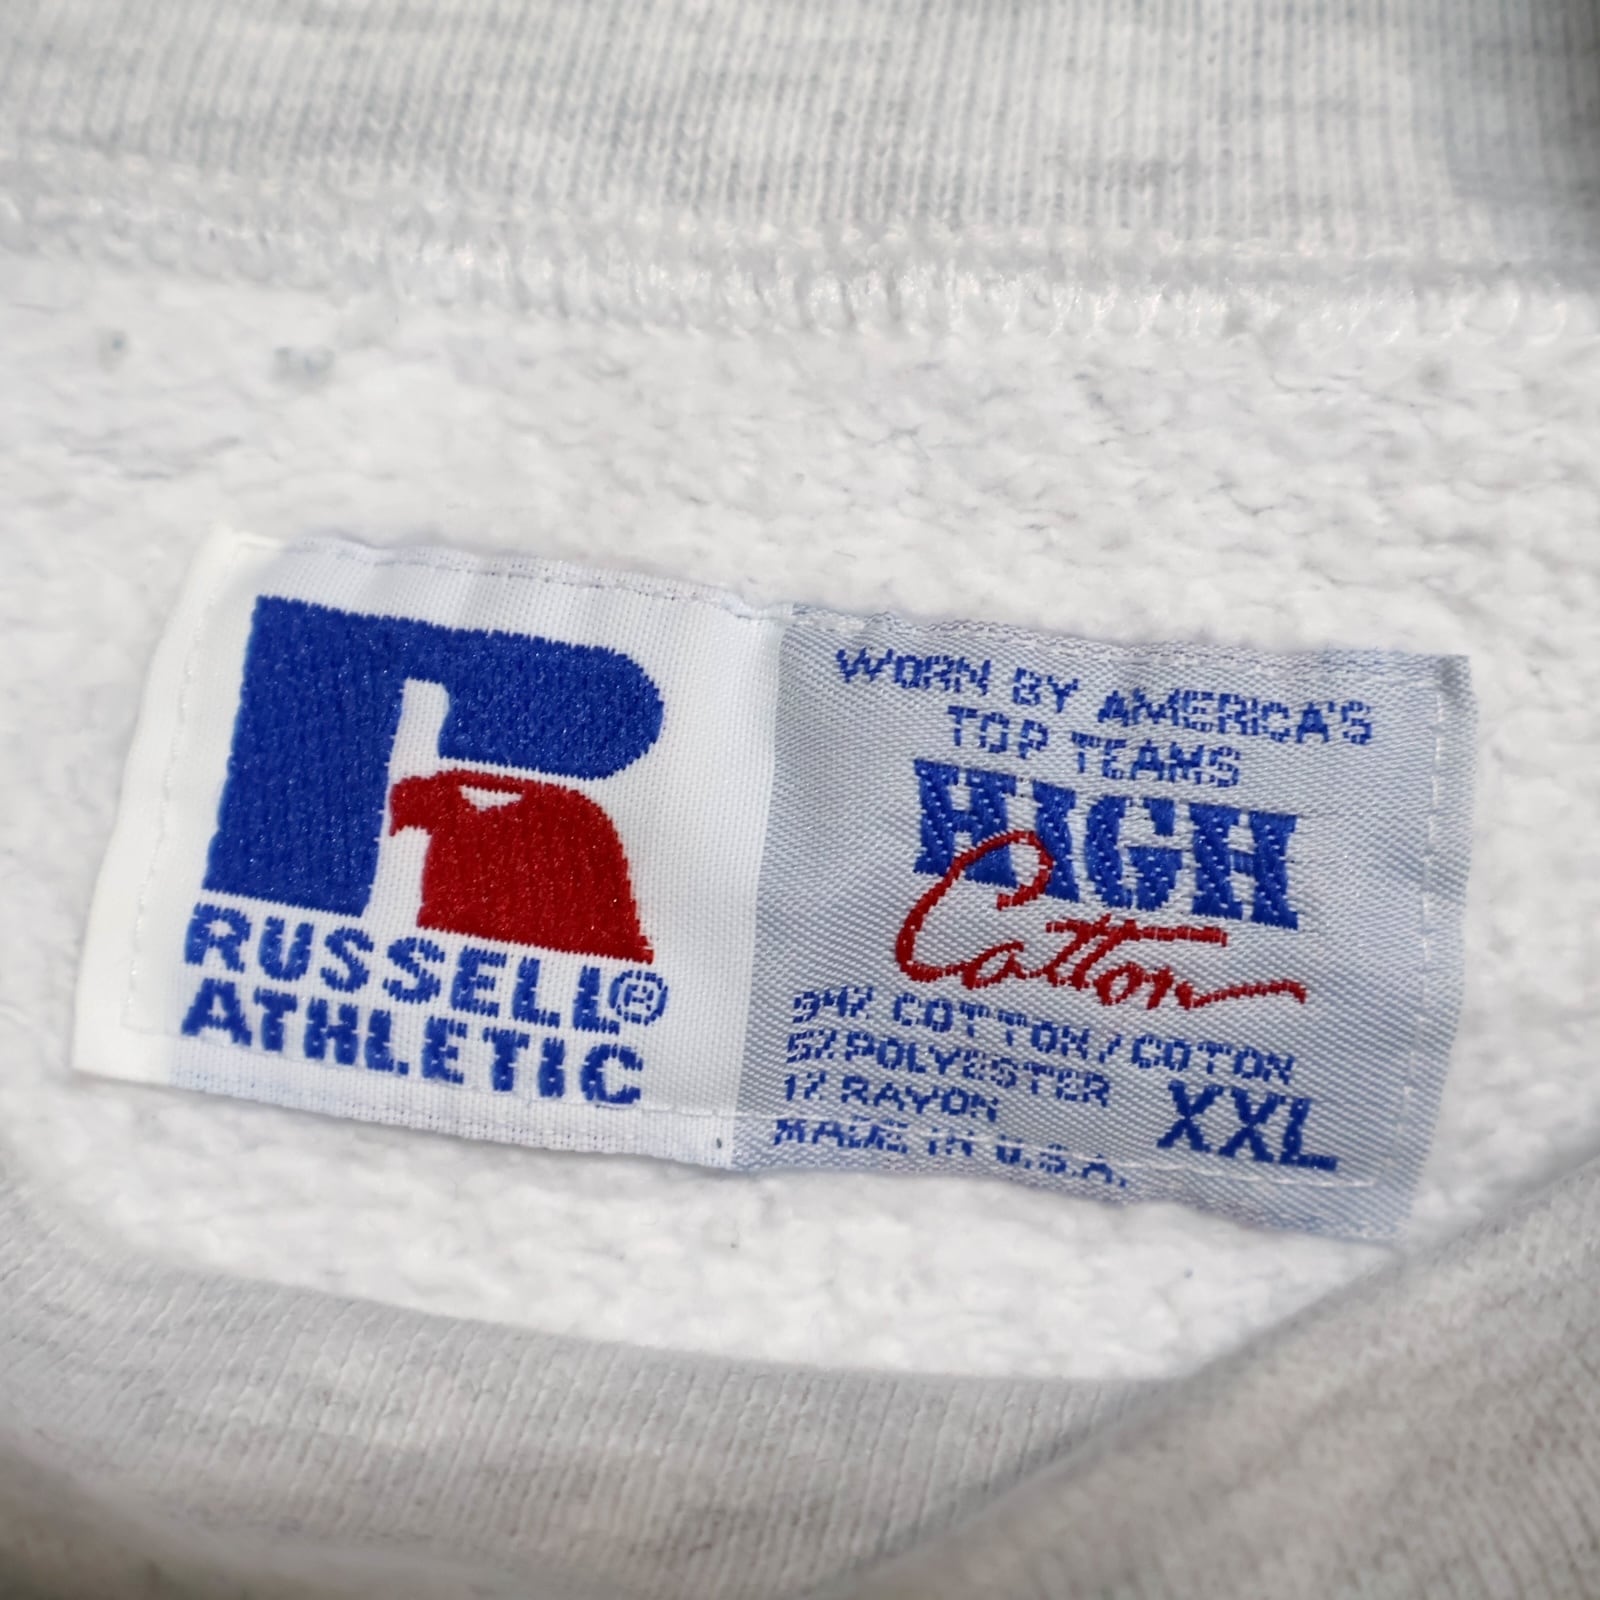 RUSSELL®
ATHLETIC
WORN BY AMERICA'S
TOP TEAMS
HIGH
Cotton
94% COTTON / COTON
5% POLYESTER
1% RAYON
MADE IN U.S.A.
XXL